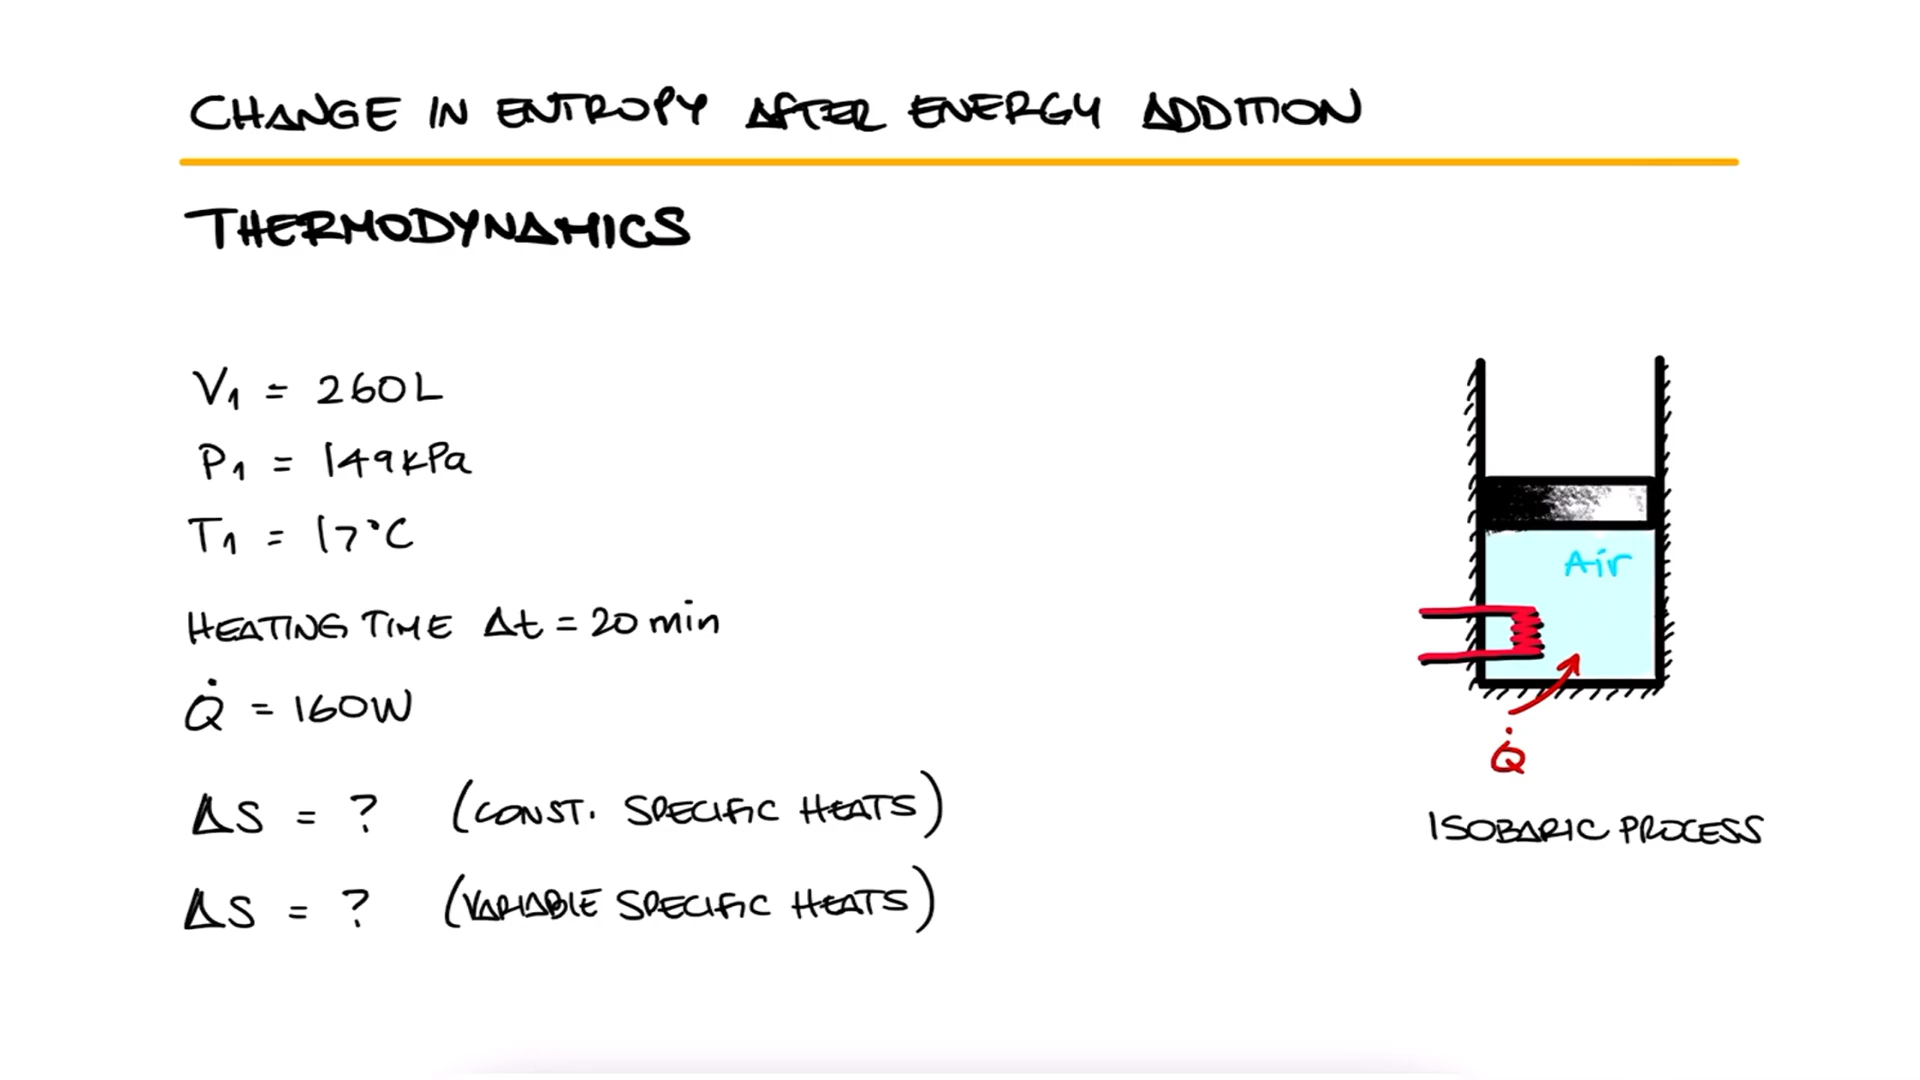 CHANGE IN ENTROPY AFTER ENERGY ADDITION
THERMODYNAMICS
V₁ = 260L
P₁ = 149kPa
T₁ = 17°C
HEATING TIME Δt = 20 min
Q̇ = 160W
ΔS = ? (CONST. SPECIFIC HEATS)
ΔS = ? (VARIABLE SPECIFIC HEATS)
Air
Q̇
ISOBARIC PROCESS